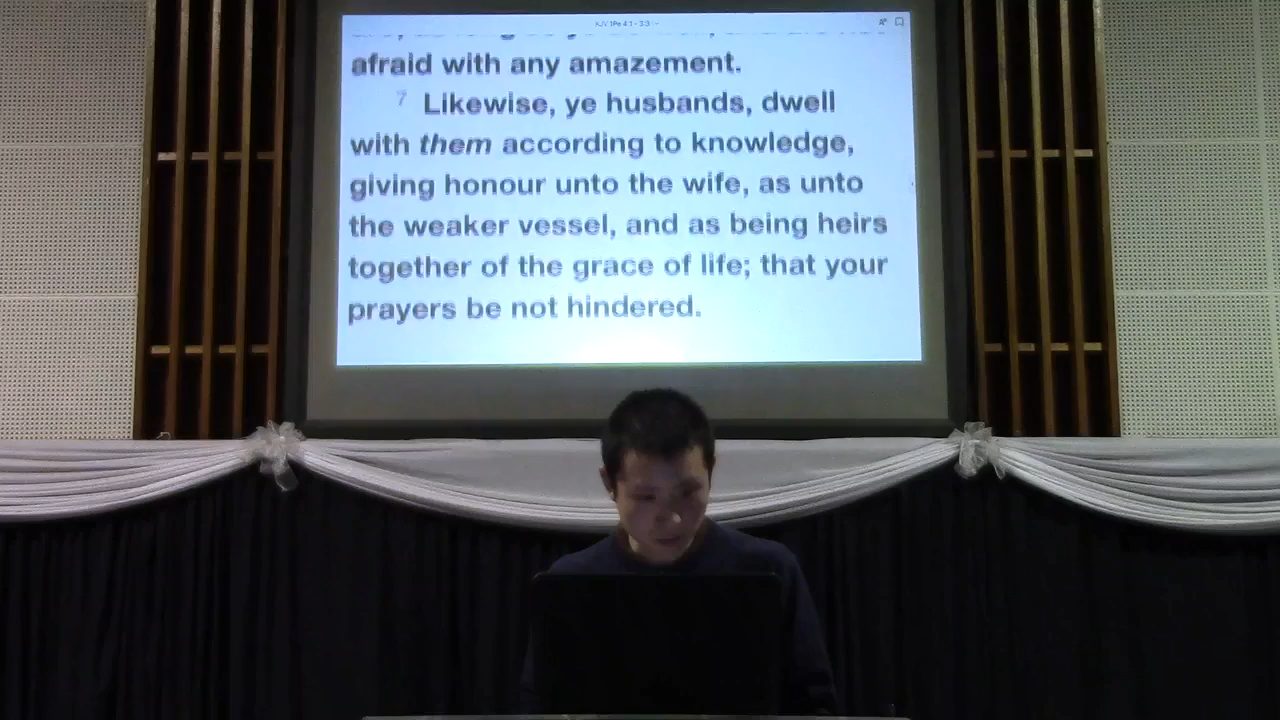 afraid with any amazement.
7 Likewise, ye husbands, dwell
with them according to knowledge,
giving honour unto the wife, as unto
the weaker vessel, and as being heirs
together of the grace of life; that your
prayers be not hindered.